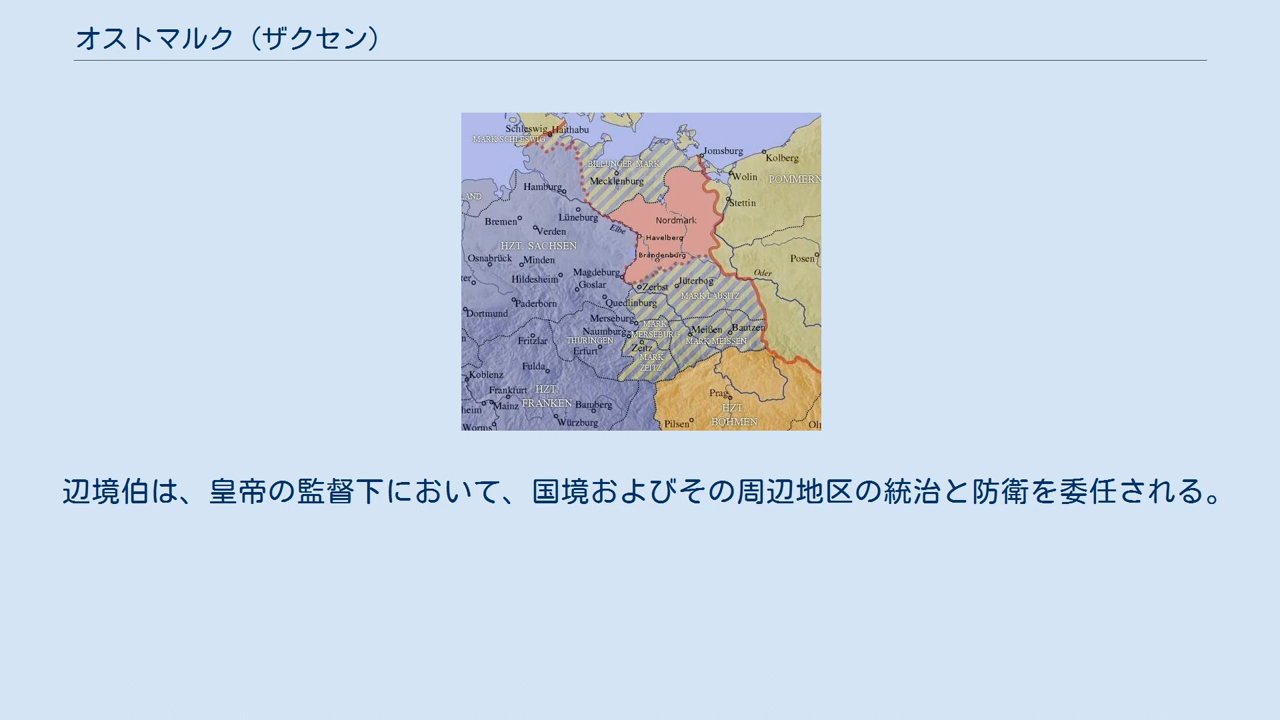 オストマルク（ザクセン）
Schleswig Haithabu
MARK SCHLESWIG
Jomsburg
Kolberg
BILLUNGER MARK
Mecklenburg
Wolin
POMMERN
Hamburg
LAND
Stettin
Bremen
Lüneburg
Nordmark
Verden
Elbe
Havelberg
HZT. SACHSEN
Brandenburg
Osnabrück
Minden
Posen
Magdeburg
Oder
Hildesheim
Goslar
Zerbst
Jüterbog
MARK LAUSITZ
Paderborn
Quedlinburg
Dortmund
Merseburg
MARK
MERSEBURG
Meißen
Bautzen
Naumburg
Fritzlar
THÜRINGEN
Zeitz
MARK MEISSEN
Erfurt
MARK
ZEITZ
Fulda
Koblenz
Frankfurt
HZT.
FRANKEN
Prag
Mainz
Bamberg
HZT.
BÖHMEN
heim
Würzburg
Pilsen
Worms
辺境伯は、皇帝の監督下において、国境およびその周辺地区の統治と防衛を委任される。